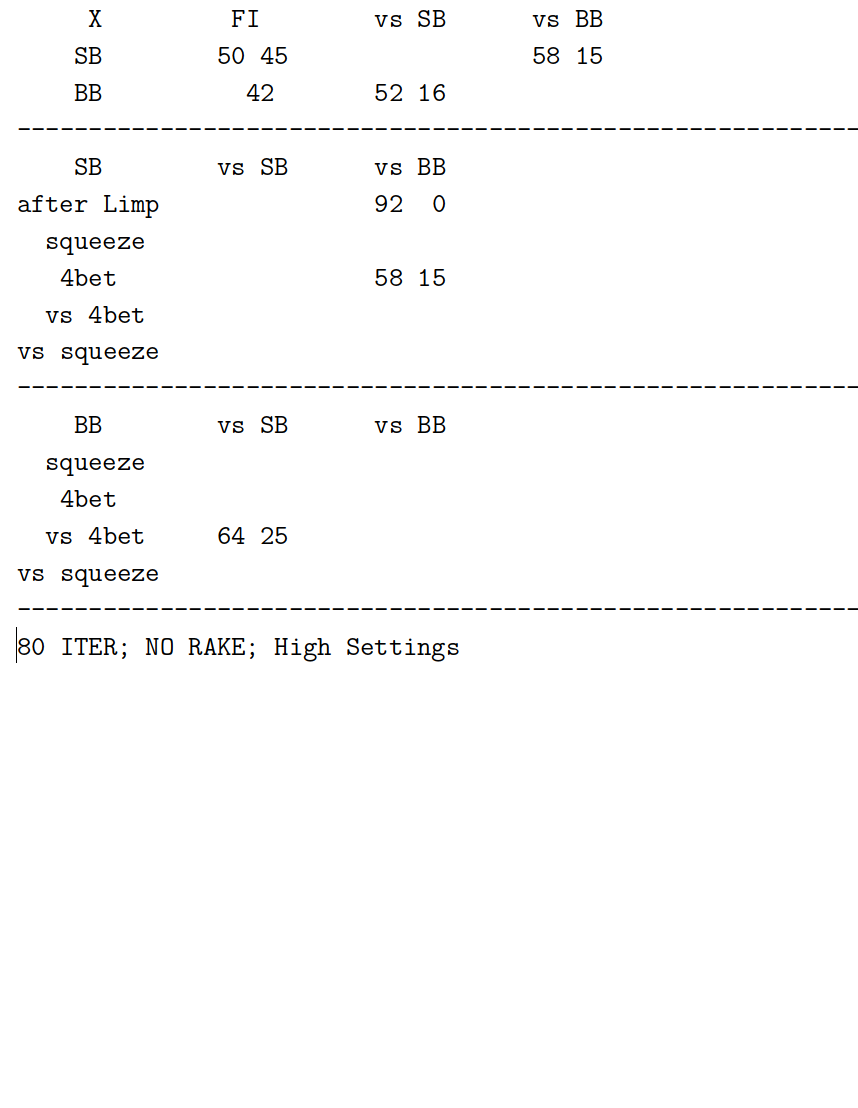 X FI vs SB vs BB
SB 50 45 58 15
BB 42 52 16
------------------------------------------------------------
SB vs SB vs BB
after Limp 92 0
squeeze
4bet 58 15
vs 4bet
vs squeeze
------------------------------------------------------------
BB vs SB vs BB
squeeze
4bet
vs 4bet 64 25
vs squeeze
------------------------------------------------------------
80 ITER; NO RAKE; High Settings